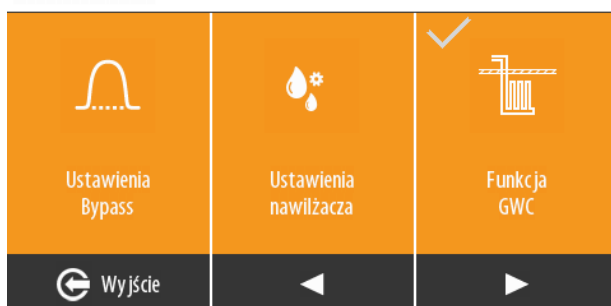 Ustawienia
Bypass
Ustawienia
nawilżacza
Funkcja
GWC
Wyjście